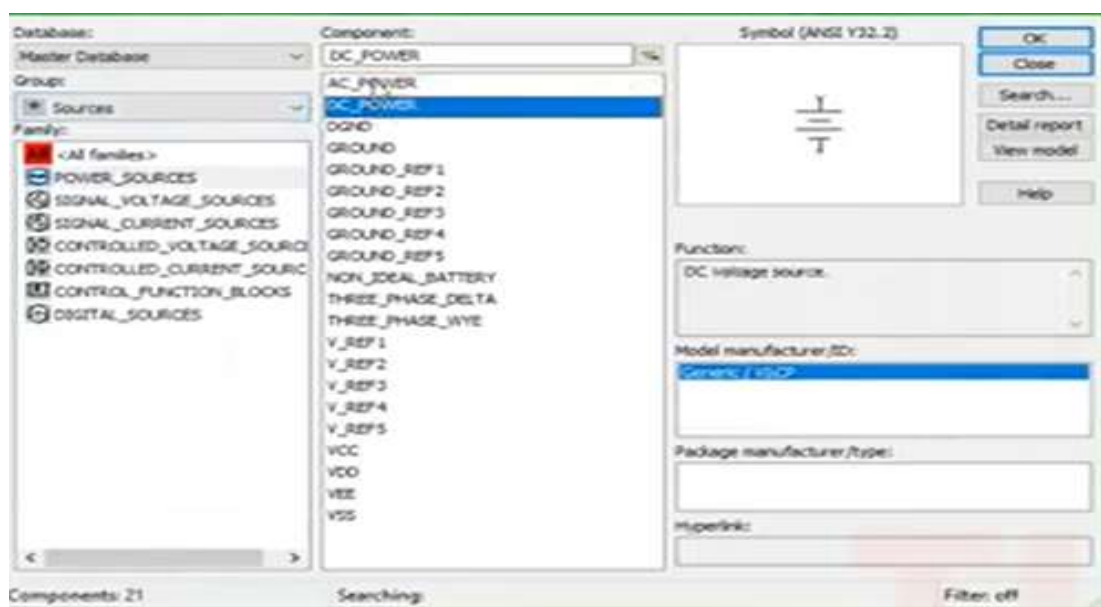 Database:
Master Database
Group:
Sources
Family:
<All families>
POWER_SOURCES
SIGNAL_VOLTAGE_SOURCES
SIGNAL_CURRENT_SOURCES
CONTROLLED_VOLTAGE_SOURC
CONTROLLED_CURRENT_SOURC
CONTROL_FUNCTION_BLOCKS
DIGITAL_SOURCES
Components: 21
Component:
DC_POWER
AC_POWER
DC_POWER
DGND
GROUND
GROUND_REF1
GROUND_REF2
GROUND_REF3
GROUND_REF4
GROUND_REF5
NON_IDEAL_BATTERY
THREE_PHASE_DELTA
THREE_PHASE_WYE
V_REF1
V_REF2
V_REF3
V_REF4
V_REF5
VCC
VDD
VEE
VSS
Searching:
Symbol (ANSI Y32.2)
OK
Close
Search...
Detail report
View model
Help
Function:
DC Voltage source.
Model manufacturer/ID:
Generic /
Package manufacturer/type:
Hyperlink:
Filter: off